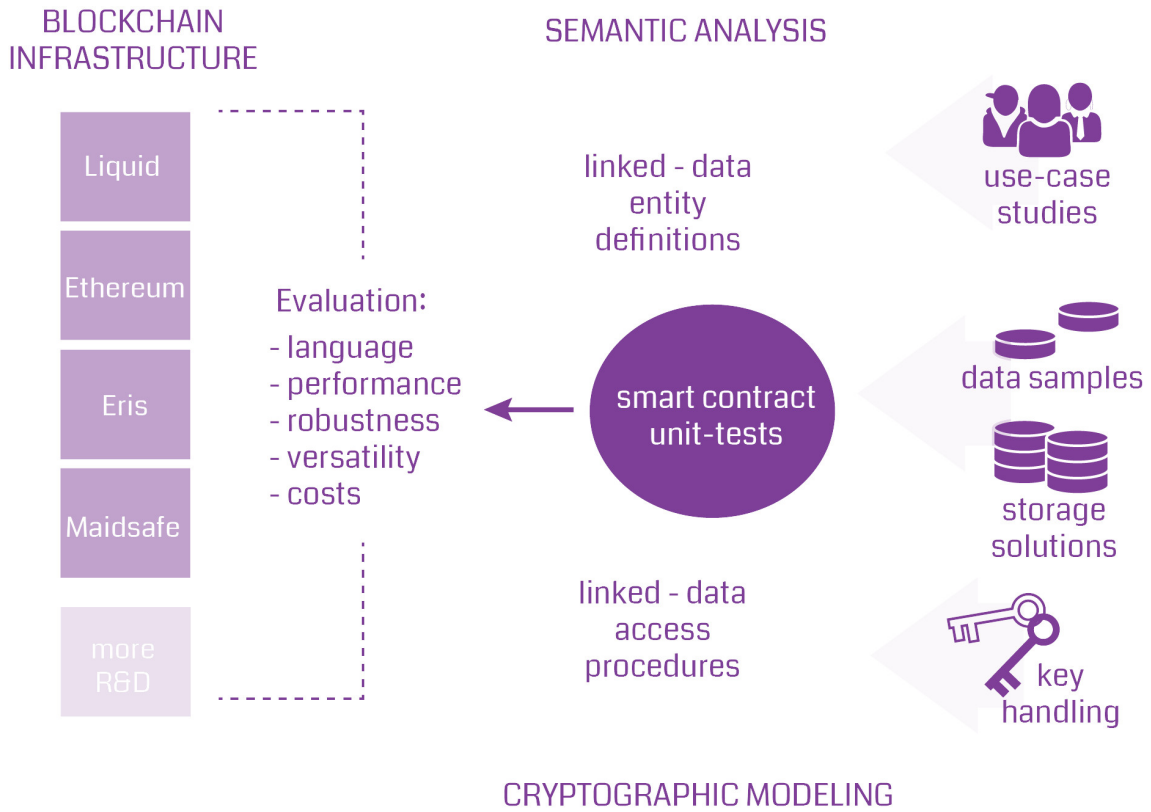 BLOCKCHAIN
INFRASTRUCTURE
Liquid
Ethereum
Eris
Maidsafe
more
R&D
Evaluation:
- language
- performance
- robustness
- versatility
- costs
SEMANTIC ANALYSIS
linked - data
entity
definitions
smart contract
unit-tests
linked - data
access
procedures
use-case
studies
data samples
storage
solutions
key
handling
CRYPTOGRAPHIC MODELING